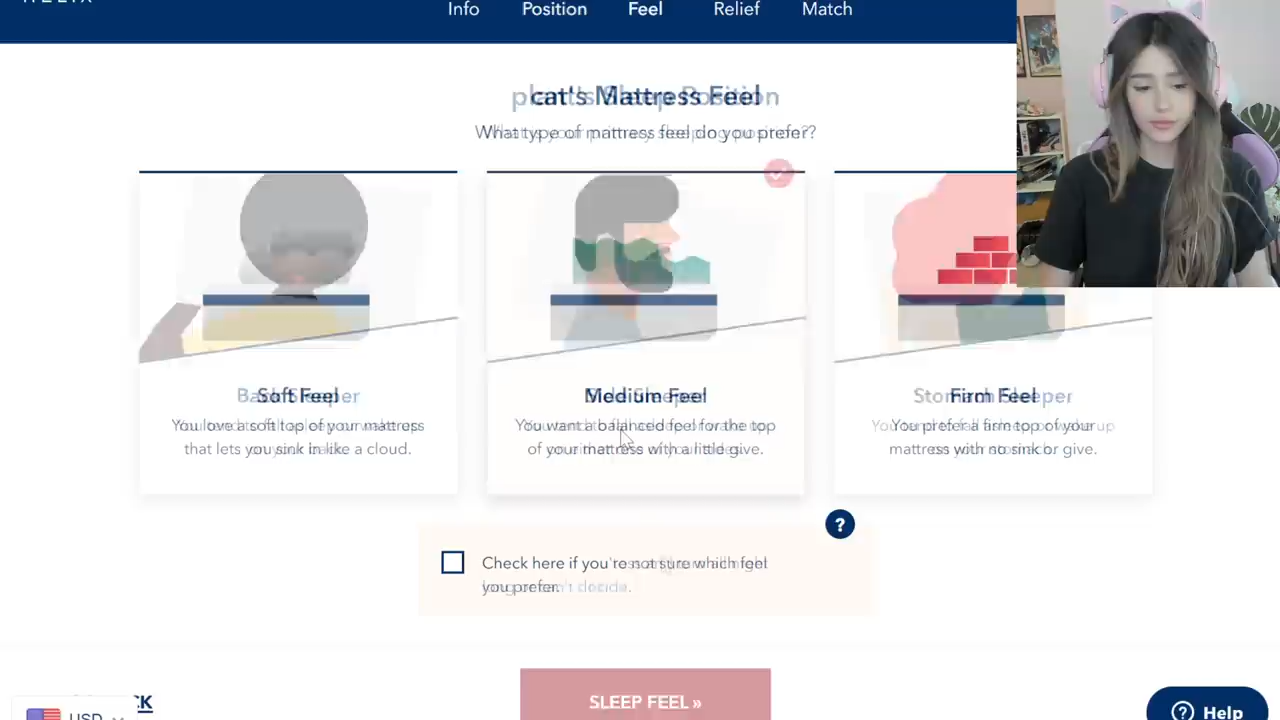 HELIX
Info Position Feel Relief Match
cat's Mattress Feel
What type of mattress feel do you prefer?
Soft Feel
You love a soft top of your mattress
that lets you sink in like a cloud.
Medium Feel
You want a balanced feel for the top
of your mattress with a little give.
Firm Feel
You prefer a firm top of your
mattress with no sink or give.
?
Check here if you're not sure which feel
you prefer.
SLEEP FEEL »
USD
? Help